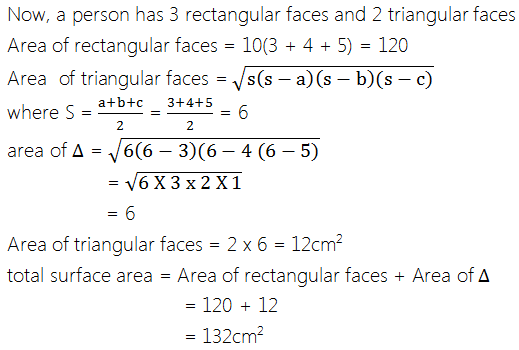 Now, a person has 3 rectangular faces and 2 triangular faces
Area of rectangular faces = 10(3 + 4 + 5) = 120
Area of triangular faces = √(s(s − a)(s − b)(s − c))
where S = (a+b+c)/2 = (3+4+5)/2 = 6
area of Δ = √(6(6 − 3)(6 − 4 (6 − 5))
= √(6 X 3 x 2 X 1)
= 6
Area of triangular faces = 2 x 6 = 12cm²
total surface area = Area of rectangular faces + Area of Δ
= 120 + 12
= 132cm²